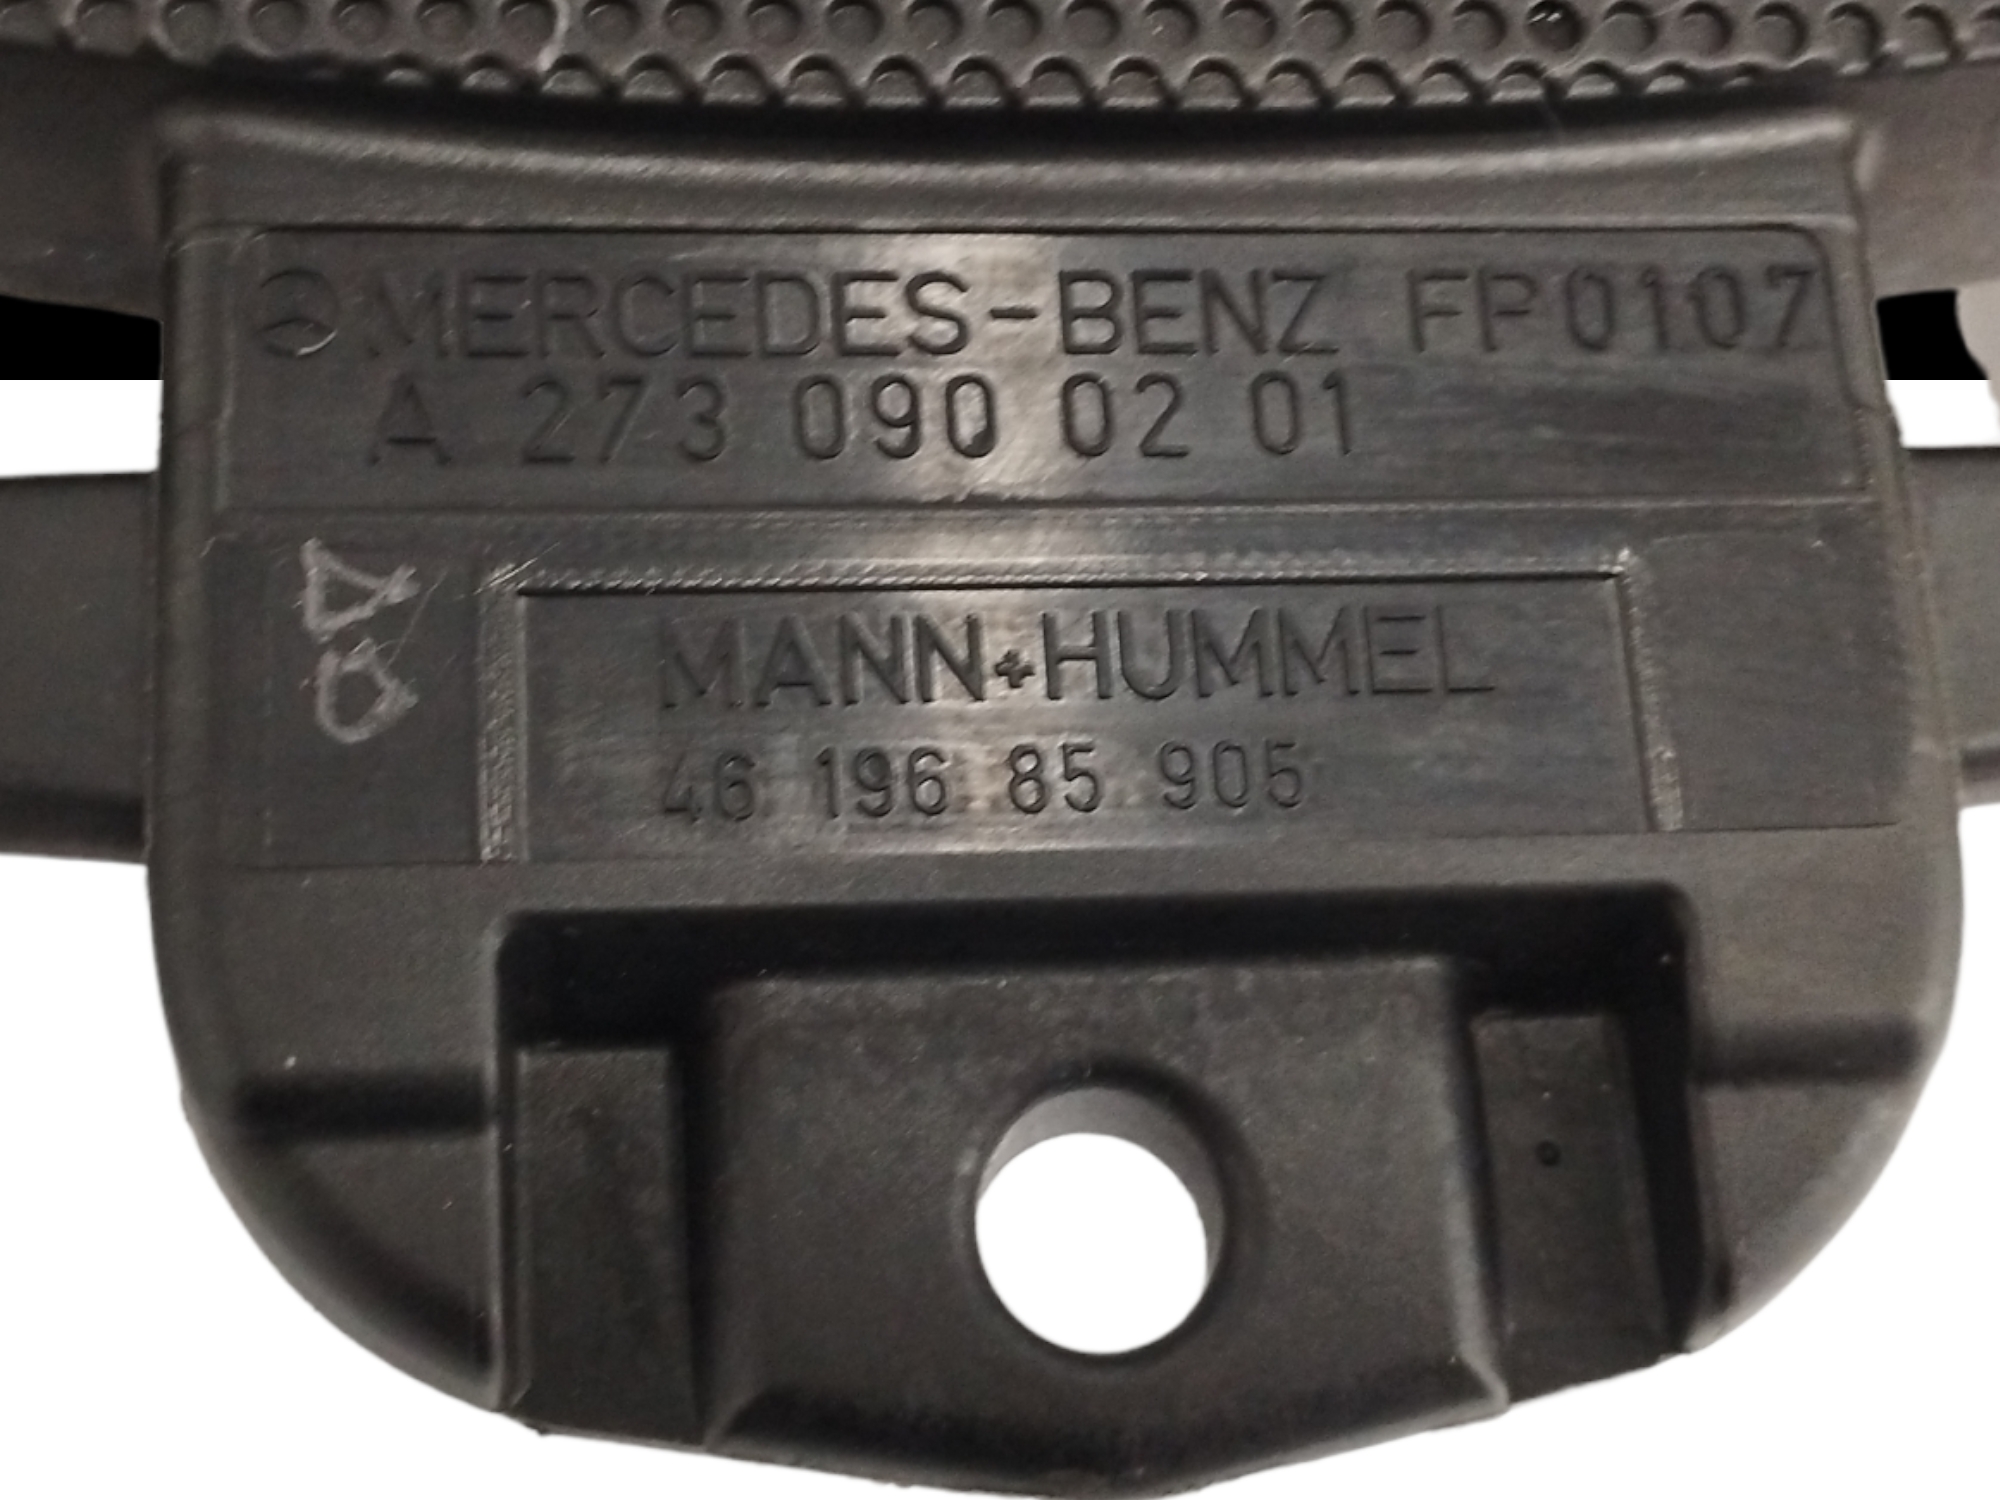 MERCEDES-BENZ FP0107
A 273 090 02 01
MANN+HUMMEL
46 196 85 905